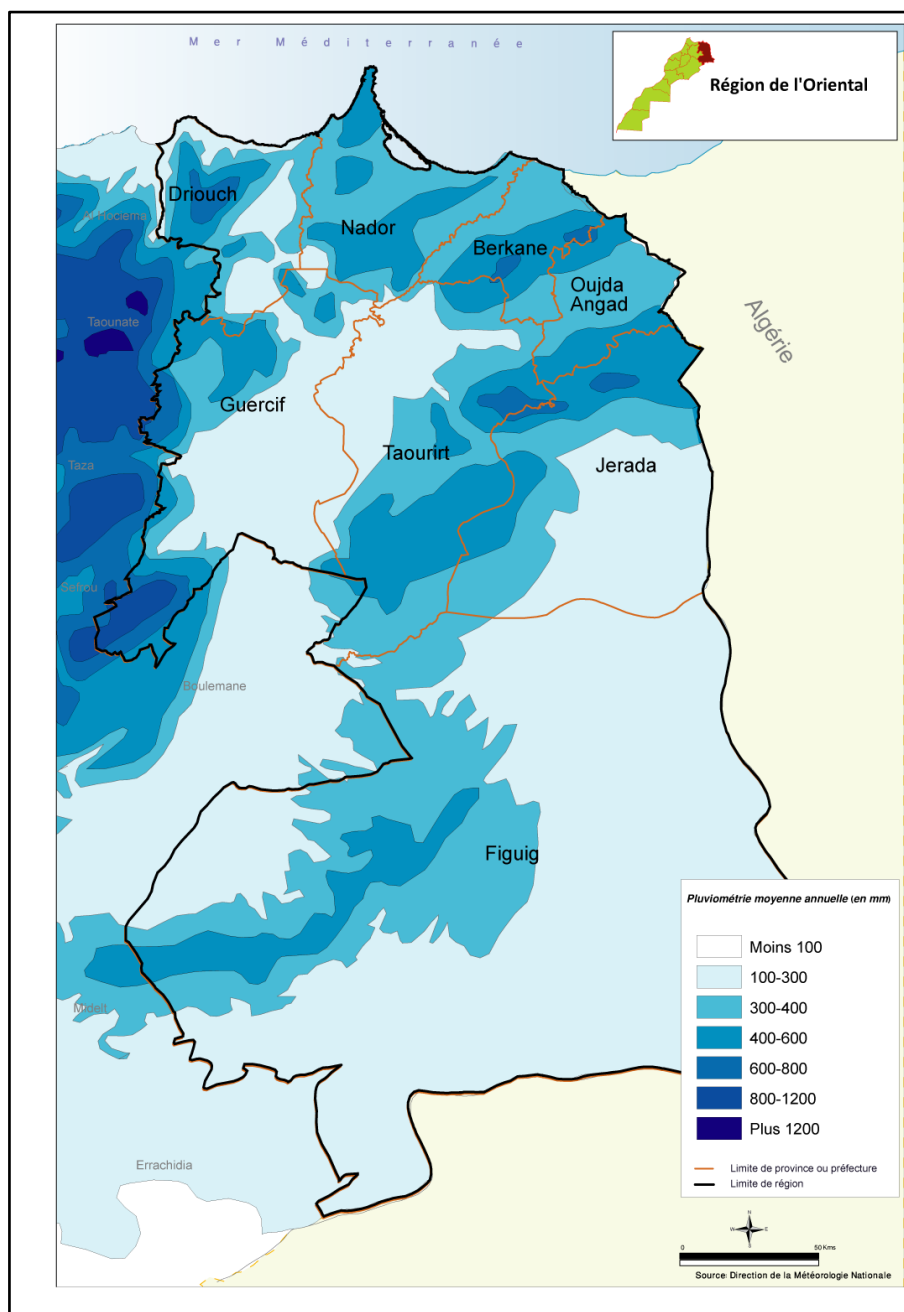 Mer Méditerranée
Région de l'Oriental
Driouch
Al Hociema
Nador
Berkane
Oujda
Angad
Algérie
Taounate
Guercif
Taourirt
Jerada
Taza
Sefrou
Boulemane
Figuig
Midelt
Errachidia
Pluviométrie moyenne annuelle (en mm)
Moins 100
100-300
300-400
400-600
600-800
800-1200
Plus 1200
Limite de province ou préfecture
Limite de région
N
W E
S
0 50 Kms
Source: Direction de la Météorologie Nationale